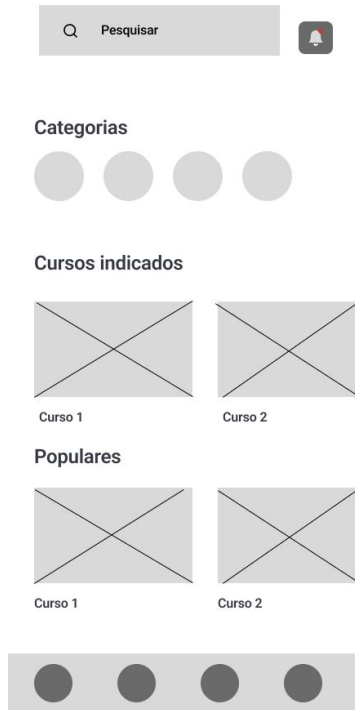 Pesquisar
Categorias
Cursos indicados
Curso 1
Curso 2
Populares
Curso 1
Curso 2